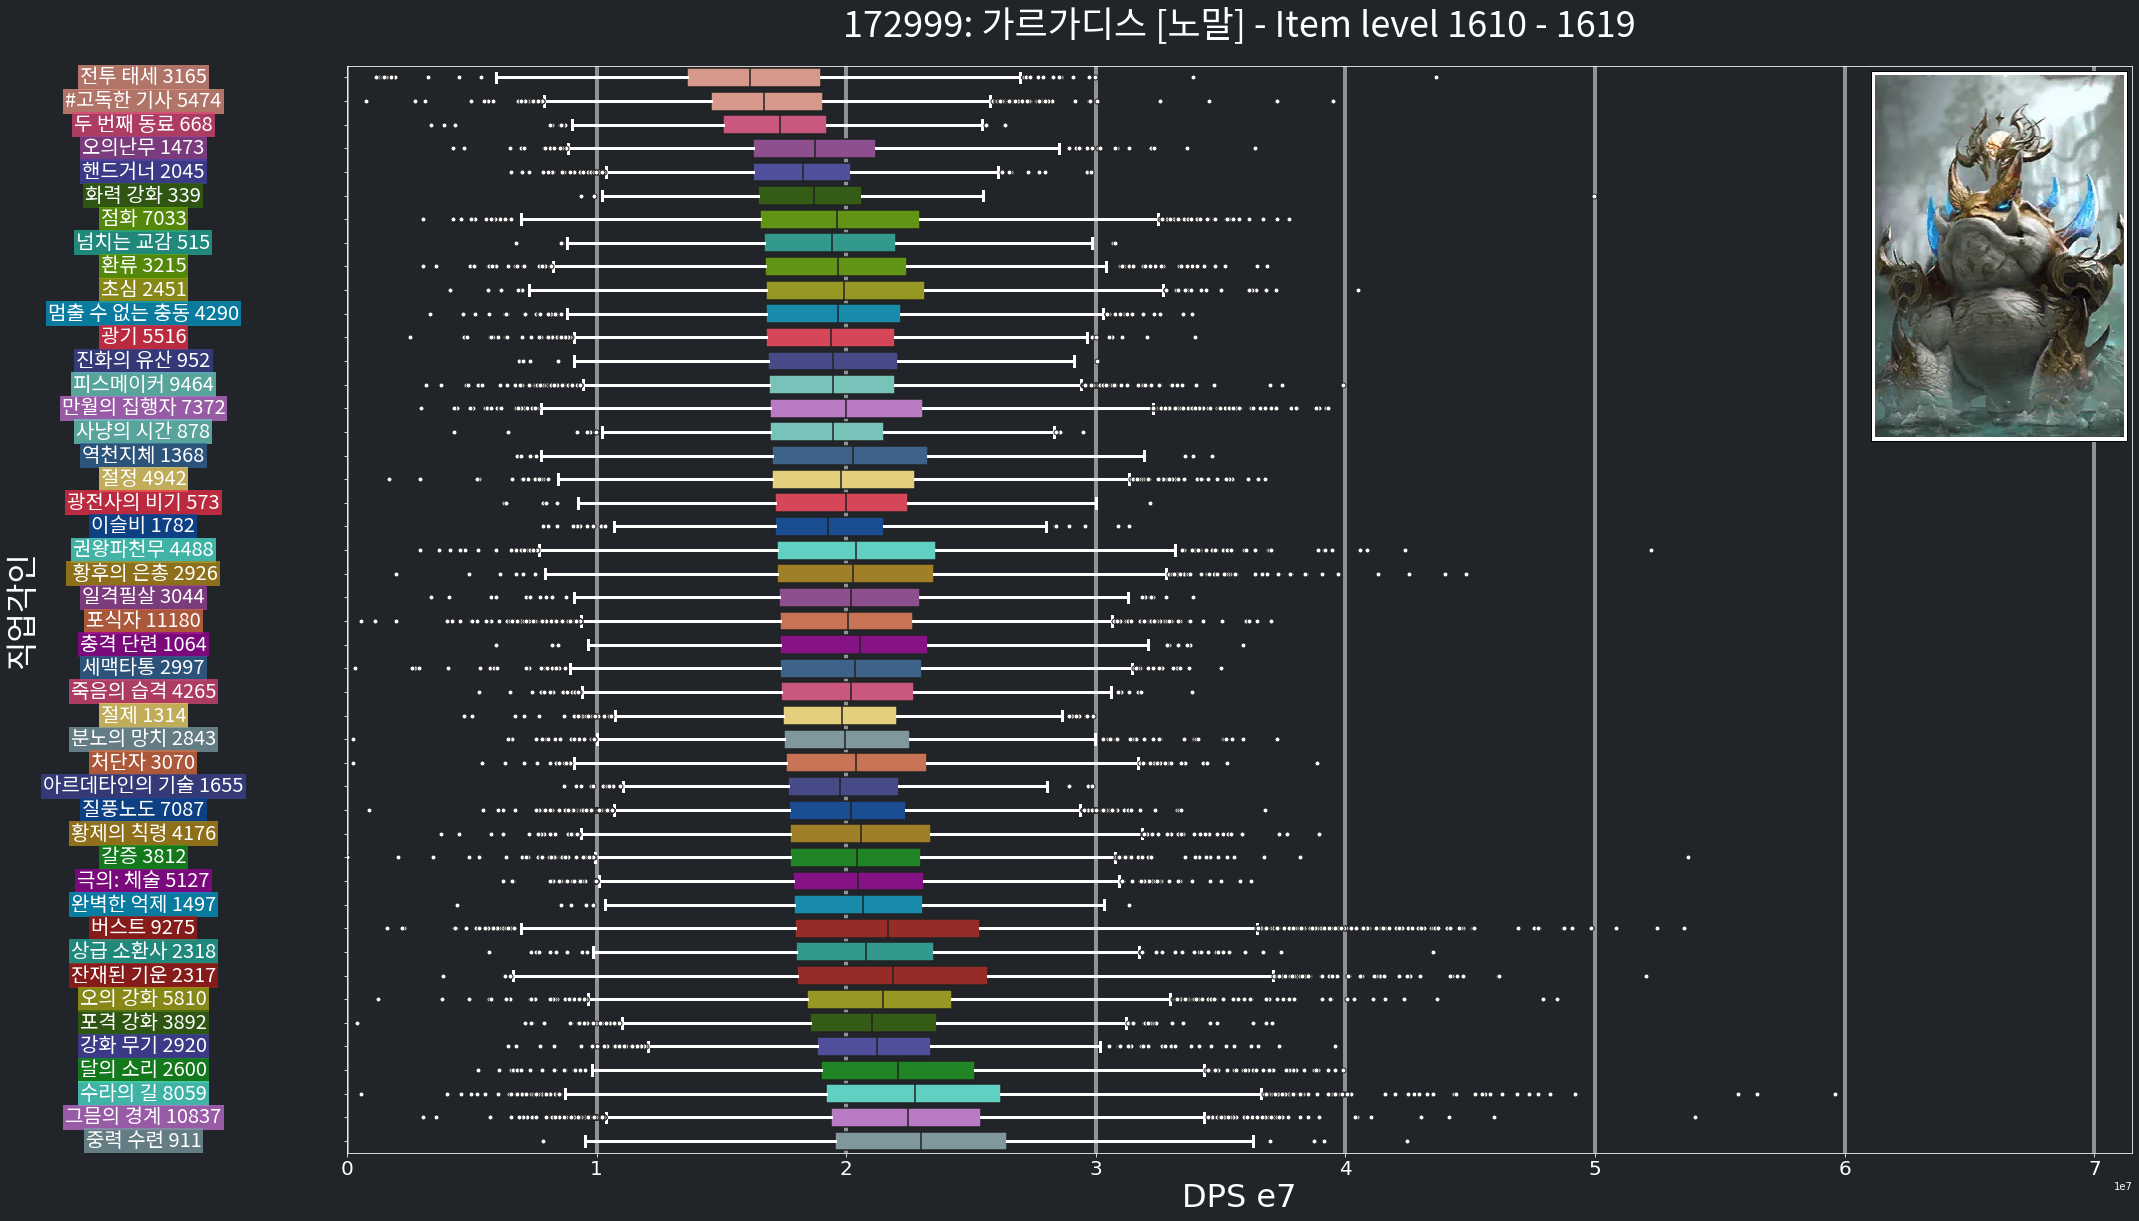 172999: 가르가디스 [노말] - Item level 1610 - 1619
전투 태세 3165
#고독한 기사 5474
두 번째 동료 668
오의난무 1473
핸드거너 2045
화력 강화 339
점화 7033
넘치는 교감 515
환류 3215
초심 2451
멈출 수 없는 충동 4290
광기 5516
진화의 유산 952
피스메이커 9464
만월의 집행자 7372
사냥의 시간 878
역천지체 1368
절정 4942
광전사의 비기 573
이슬비 1782
권왕파천무 4488
황후의 은총 2926
일격필살 3044
포식자 11180
충격 단련 1064
세맥타통 2997
죽음의 습격 4265
절제 1314
분노의 망치 2843
처단자 3070
아르데타인의 기술 1655
질풍노도 7087
황제의 칙령 4176
갈증 3812
극의: 체술 5127
완벽한 억제 1497
버스트 9275
상급 소환사 2318
잔재된 기운 2317
오의 강화 5810
포격 강화 3892
강화 무기 2920
달의 소리 2600
수라의 길 8059
그믐의 경계 10837
중력 수련 911
직업각인
0 1 2 3 4 5 6 7
1e7
DPS e7